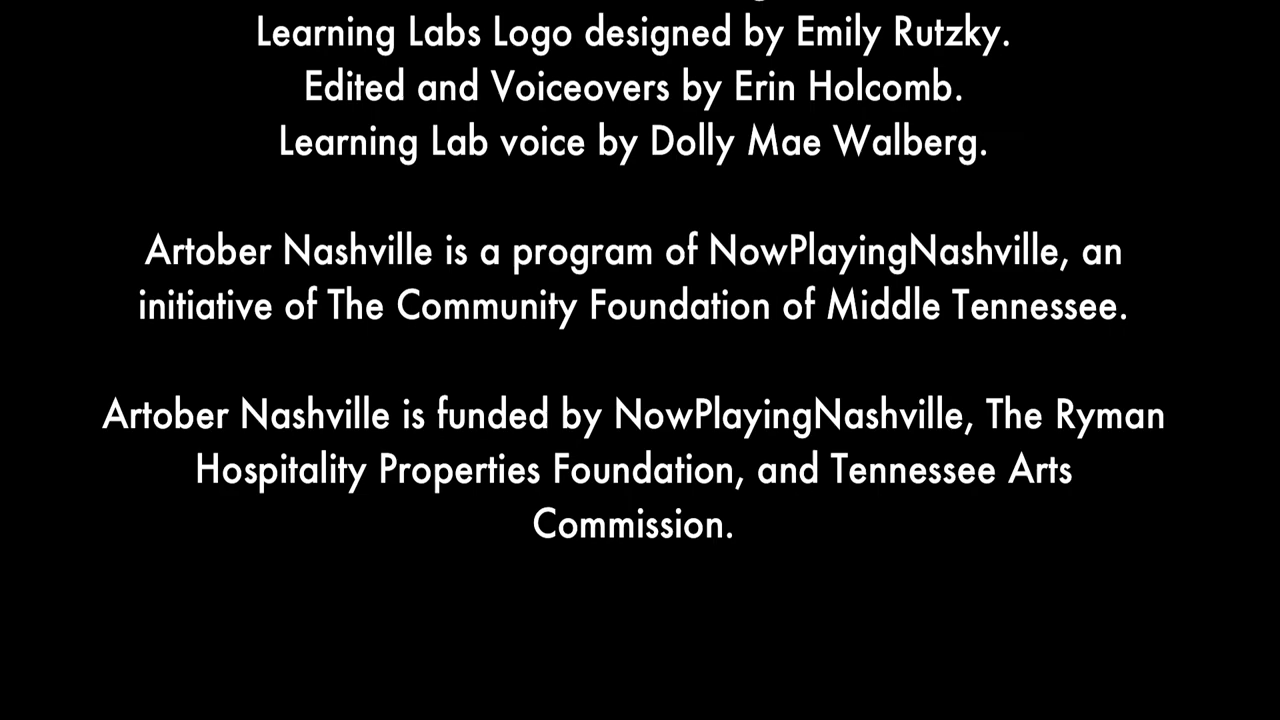 Learning Labs Logo designed by Emily Rutzky.
Edited and Voiceovers by Erin Holcomb.
Learning Lab voice by Dolly Mae Walberg.
Artober Nashville is a program of NowPlayingNashville, an
initiative of The Community Foundation of Middle Tennessee.
Artober Nashville is funded by NowPlayingNashville, The Ryman
Hospitality Properties Foundation, and Tennessee Arts
Commission.